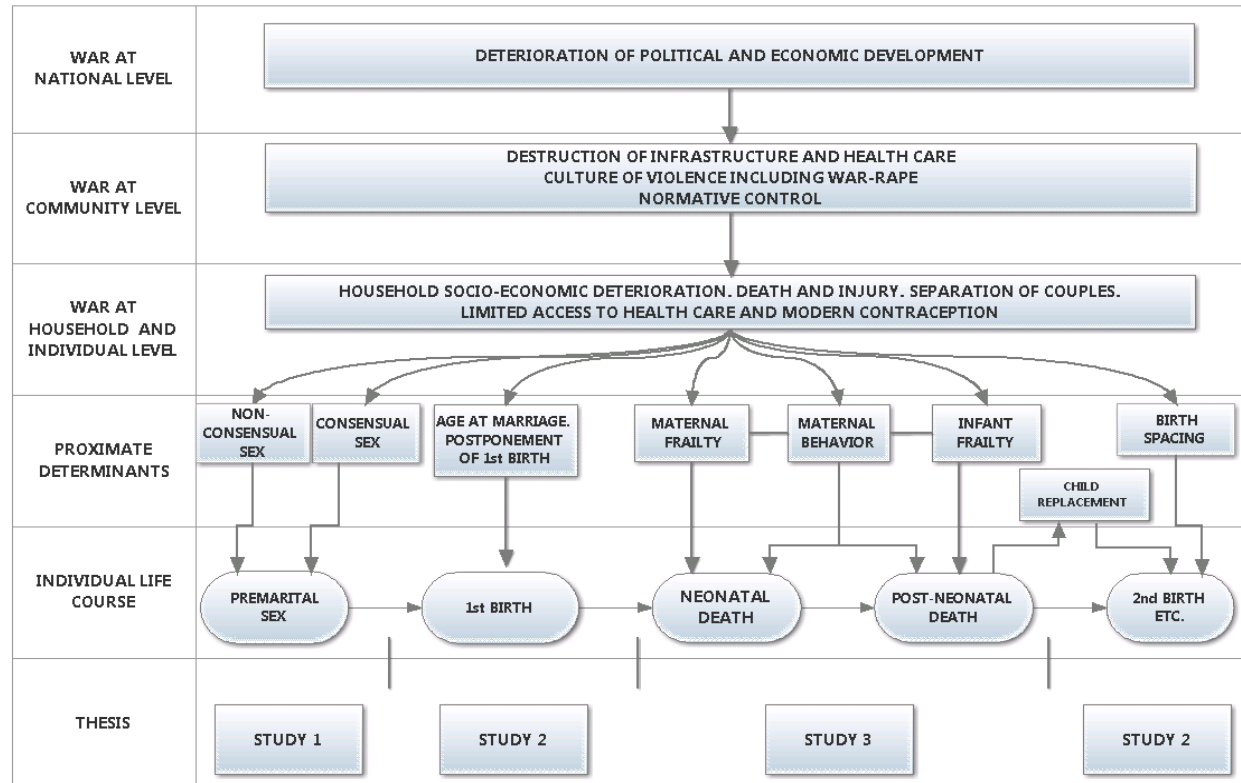 WAR AT
NATIONAL LEVEL
DETERIORATION OF POLITICAL AND ECONOMIC DEVELOPMENT
WAR AT
COMMUNITY LEVEL
DESTRUCTION OF INFRASTRUCTURE AND HEALTH CARE
CULTURE OF VIOLENCE INCLUDING WAR-RAPE
NORMATIVE CONTROL
WAR AT
HOUSEHOLD AND
INDIVIDUAL LEVEL
HOUSEHOLD SOCIO-ECONOMIC DETERIORATION. DEATH AND INJURY. SEPARATION OF COUPLES.
LIMITED ACCESS TO HEALTH CARE AND MODERN CONTRACEPTION
PROXIMATE
DETERMINANTS
NON-
CONSENSUAL
SEX
CONSENSUAL
SEX
AGE AT MARRIAGE.
POSTPONEMENT
OF 1st BIRTH
MATERNAL
FRAILTY
MATERNAL
BEHAVIOR
INFANT
FRAILTY
BIRTH
SPACING
CHILD
REPLACEMENT
INDIVIDUAL LIFE
COURSE
PREMARITAL
SEX
1st BIRTH
NEONATAL
DEATH
POST-NEONATAL
DEATH
2nd BIRTH
ETC.
THESIS
STUDY 1
STUDY 2
STUDY 3
STUDY 2